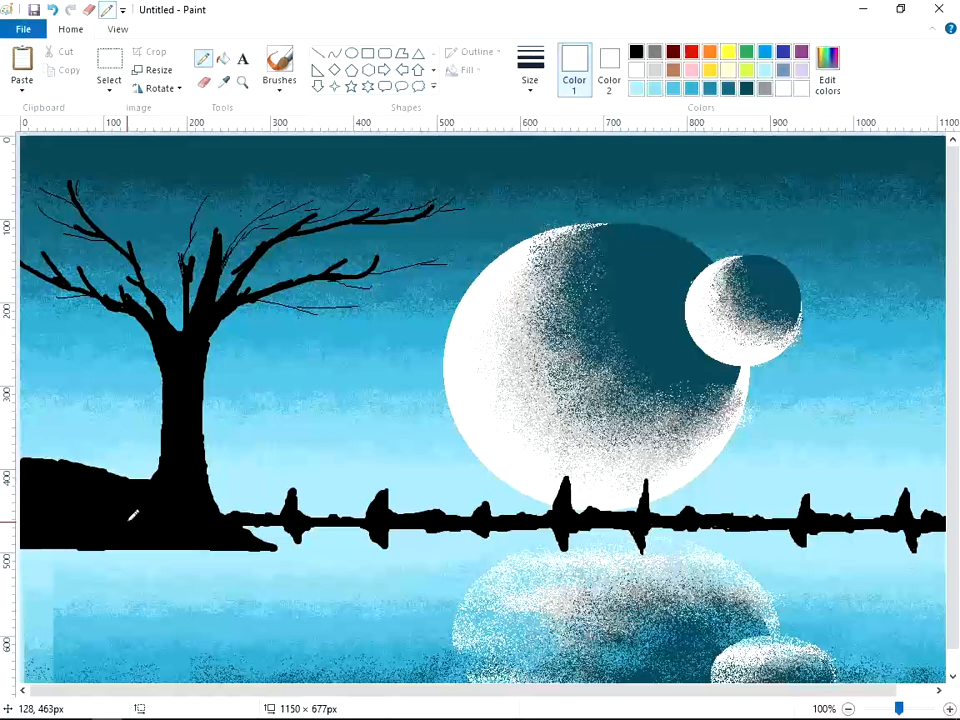 Untitled - Paint
File Home View
Paste
Cut
Copy
Clipboard
Select
Crop
Resize
Rotate
image
Tools
Brushes
Shapes
Outline
Fill
Size
Color
1
Color
2
Edit
colors
Colors
0 100 200 300 400 500 600 700 800 900 1000 1100
0
100
200
300
400
500
600
128, 463px
1150 × 677px
100%